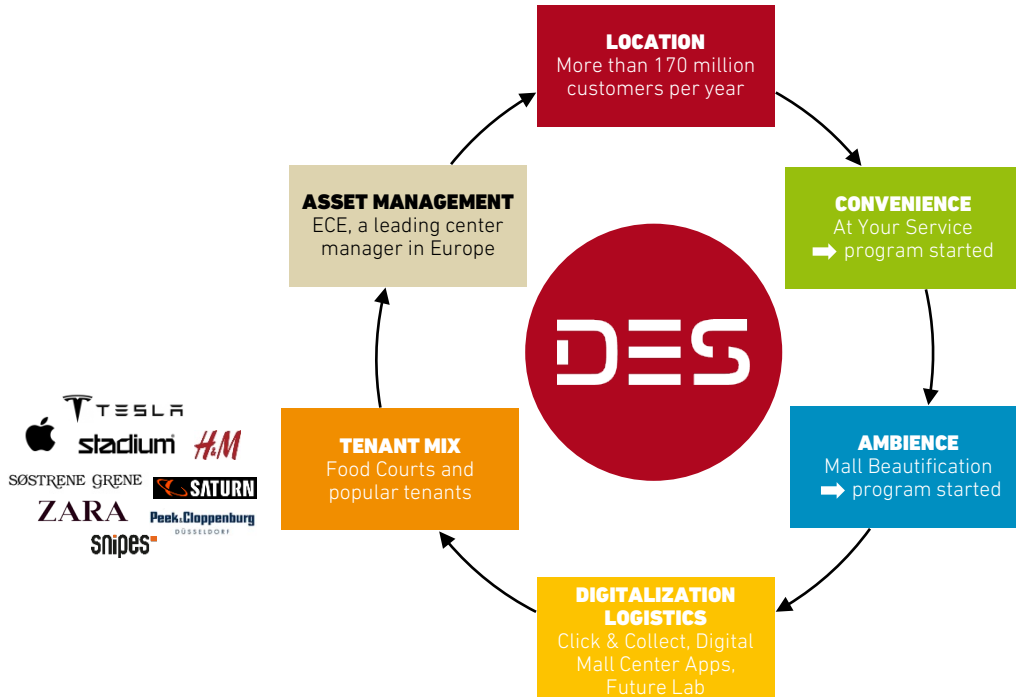 LOCATION
More than 170 million
customers per year
CONVENIENCE
At Your Service
➡ program started
AMBIENCE
Mall Beautification
➡ program started
DIGITALIZATION
LOGISTICS
Click & Collect, Digital
Mall Center Apps,
Future Lab
TENANT MIX
Food Courts and
popular tenants
ASSET MANAGEMENT
ECE, a leading center
manager in Europe
DES
TESLA
stadium H&M
SØSTRENE GRENE SATURN
ZARA Peek&Cloppenburg
DÜSSELDORF
snipes